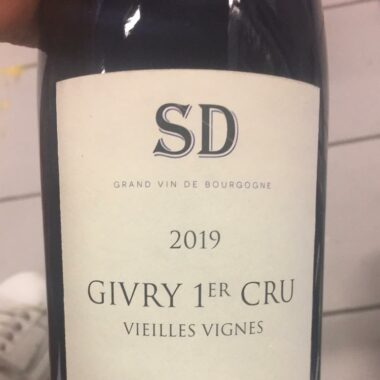 SD
GRAND VIN DE BOURGOGNE
2019
GIVRY 1ER CRU
VIEILLES VIGNES